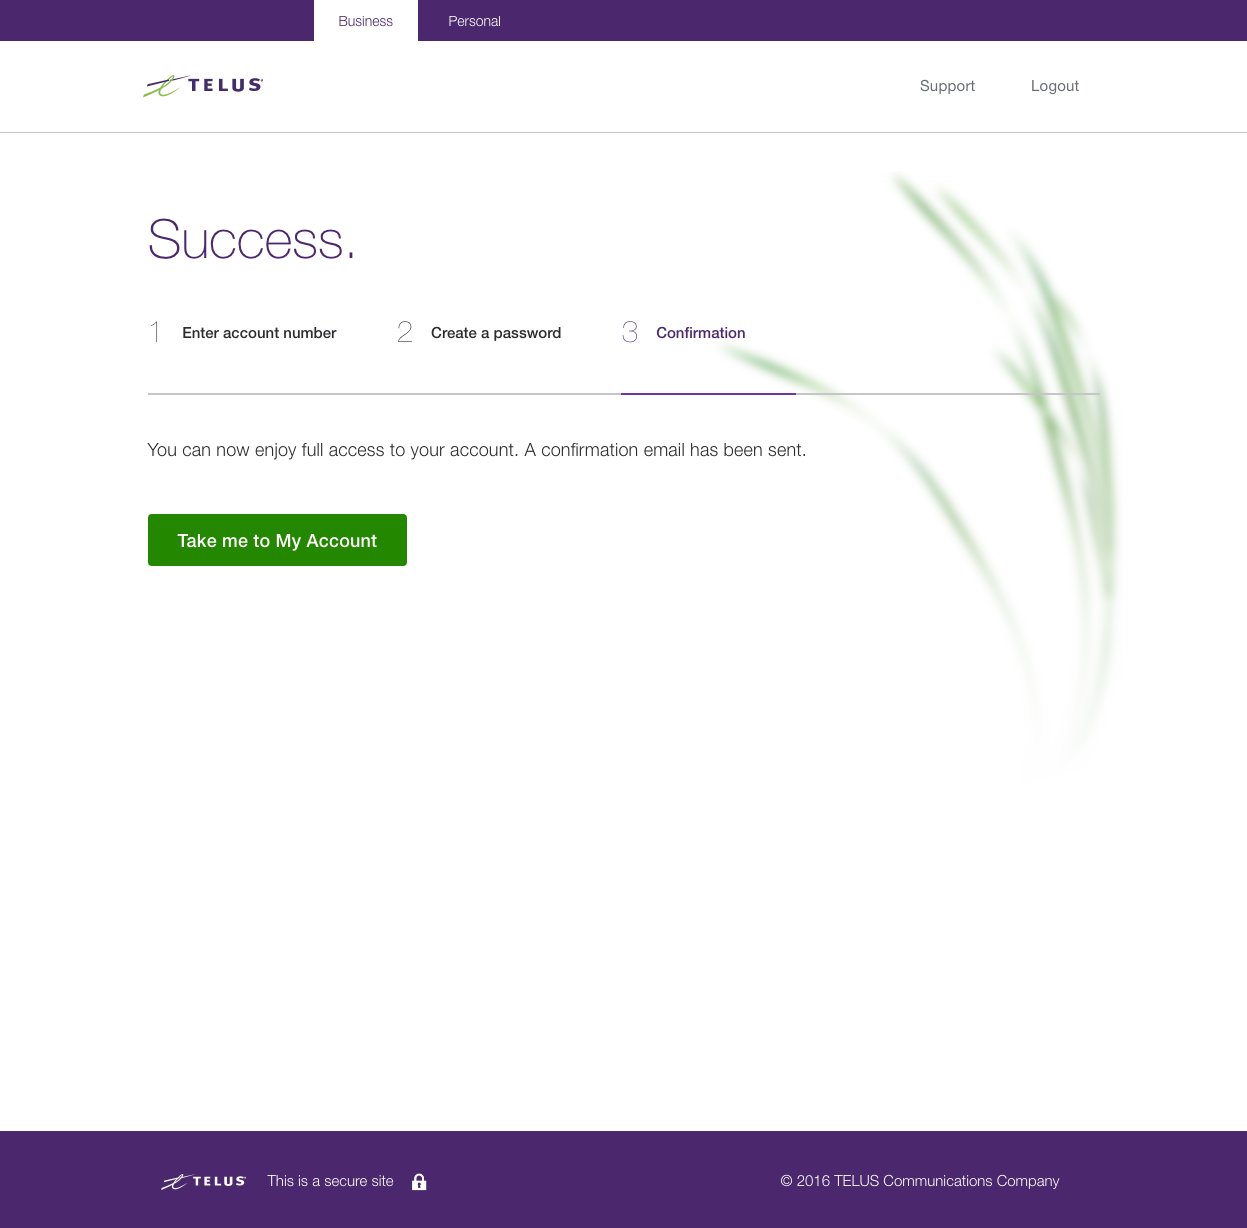 Business Personal
TELUS Support Logout
Success.
1 Enter account number 2 Create a password 3 Confirmation
You can now enjoy full access to your account. A confirmation email has been sent.
Take me to My Account
TELUS This is a secure site © 2016 TELUS Communications Company